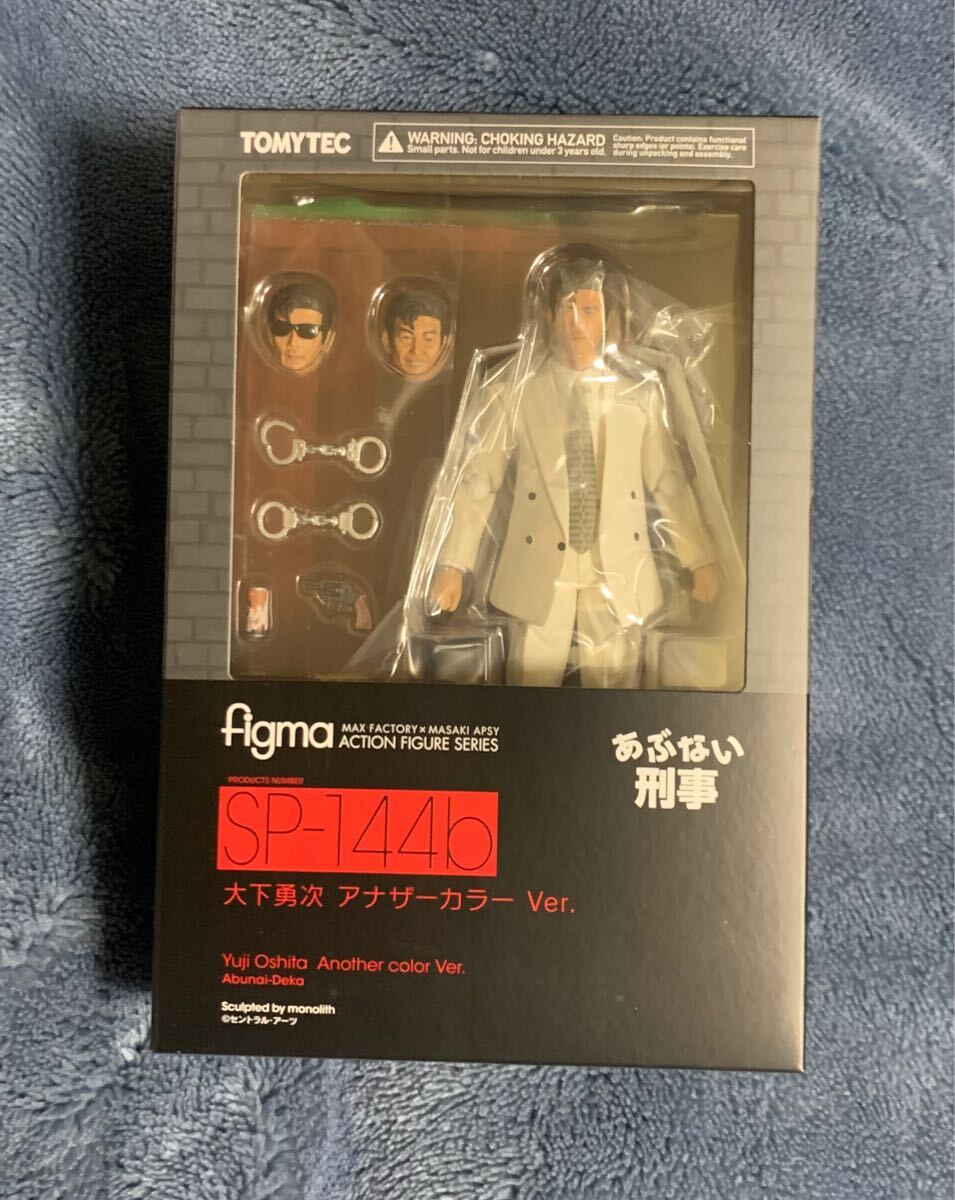 TOMYTEC
WARNING: CHOKING HAZARD
Small parts. Not for children under 3 years old.
Caution: Product contains functional
sharp edges (or points). Exercise care
during unpacking and assembly.
figma
MAX FACTORY × MASAKI APSY
ACTION FIGURE SERIES
あぶない
刑事
PRODUCTS NUMBER
SP-144b
大下勇次 アナザーカラー Ver.
Yuji Oshita Another color Ver.
Abunai-Deka
Sculpted by monolith
©セントラル・アーツ